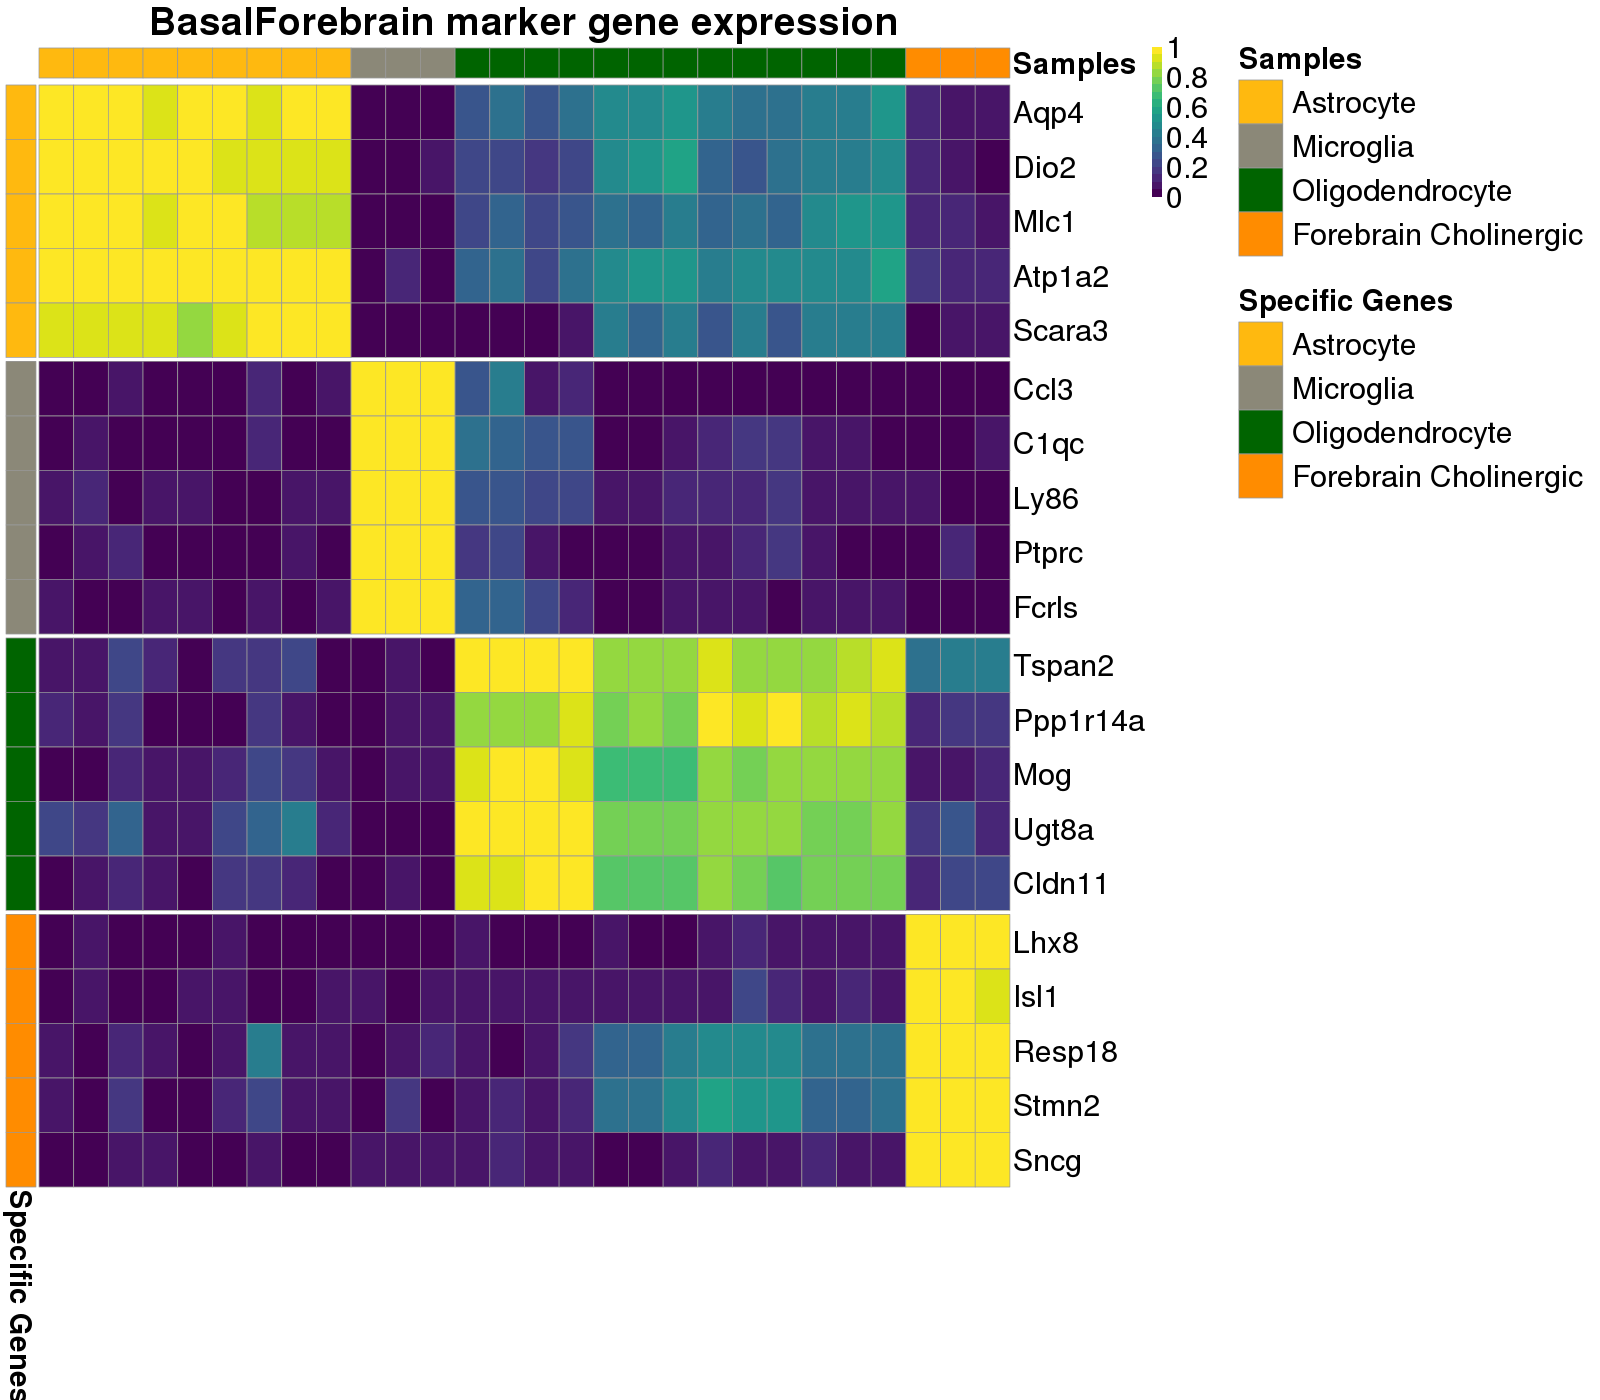 BasalForebrain marker gene expression
Samples
1
0.8
0.6
0.4
0.2
0
Samples
Astrocyte
Microglia
Oligodendrocyte
Forebrain Cholinergic
Specific Genes
Astrocyte
Microglia
Oligodendrocyte
Forebrain Cholinergic
Aqp4
Dio2
Mlc1
Atp1a2
Scara3
Ccl3
C1qc
Ly86
Ptprc
Fcrls
Tspan2
Ppp1r14a
Mog
Ugt8a
Cldn11
Lhx8
Isl1
Resp18
Stmn2
Sncg
Specific Genes